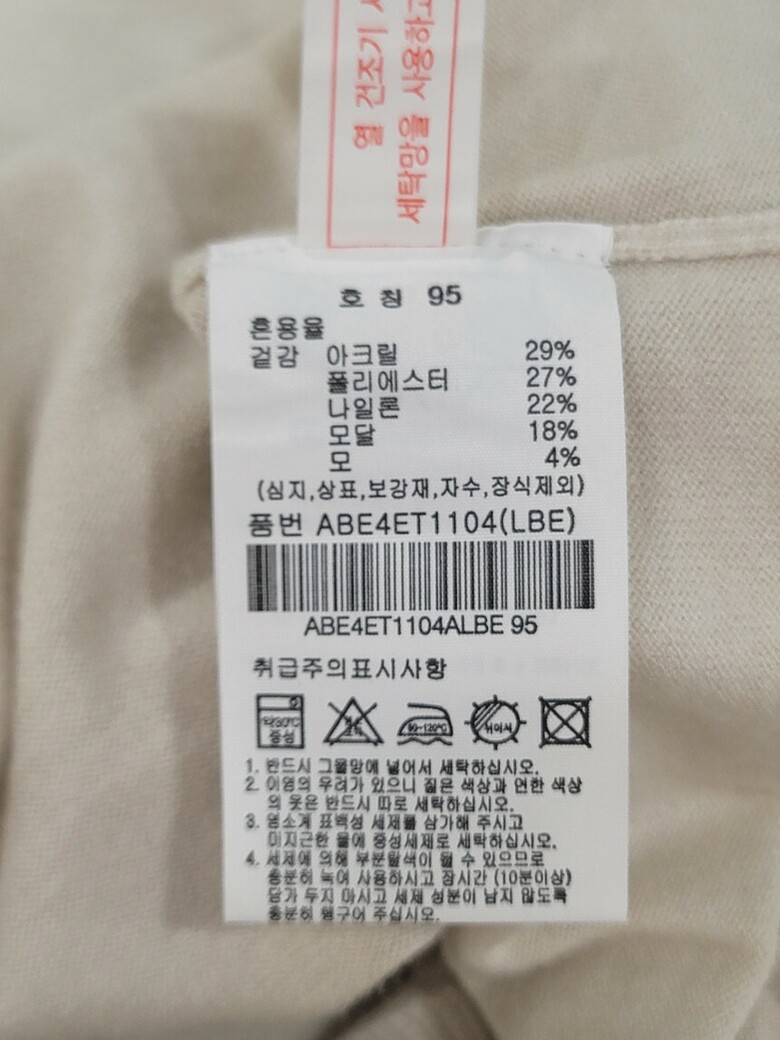 열 건조기
세탁망을 사용하고
호 칭 95
혼용율
겉감 아크릴 29%
폴리에스터 27%
나일론 22%
모달 18%
모 4%
(심지,상표,보강재,자수,장식제외)
품번 ABE4ET1104(LBE)
ABE4ET1104ALBE 95
취급주의표시사항
약30℃
중성
80~120℃
뉘어서
1. 반드시 그물망에 넣어서 세탁하십시오.
2. 이염의 우려가 있으니 짙은 색상과 연한 색상
의 옷은 반드시 따로 세탁하십시오.
3. 염소계 표백성 세제를 삼가해 주시고
미지근한 물에 중성세제로 세탁하십시오.
4. 세제에 의해 부분탈색이 될 수 있으므로
충분히 녹여 사용하시고 장시간 (10분이상)
담가 두지 마시고 세제 성분이 남지 않도록
충분히 헹구어 주십시오.